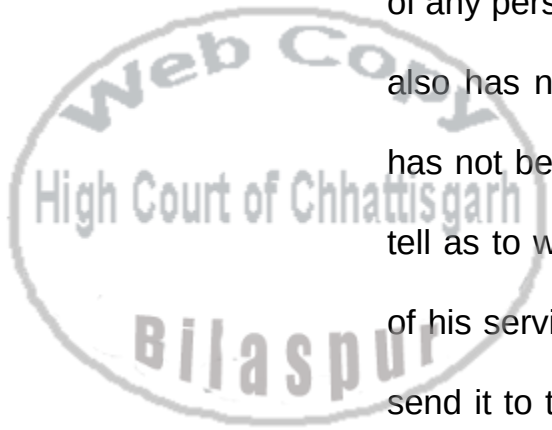 of any pers
Web Copy
also has n
has not be
High Court of Chhattisgarh
tell as to w
of his servi
Bilaspur
send it to t